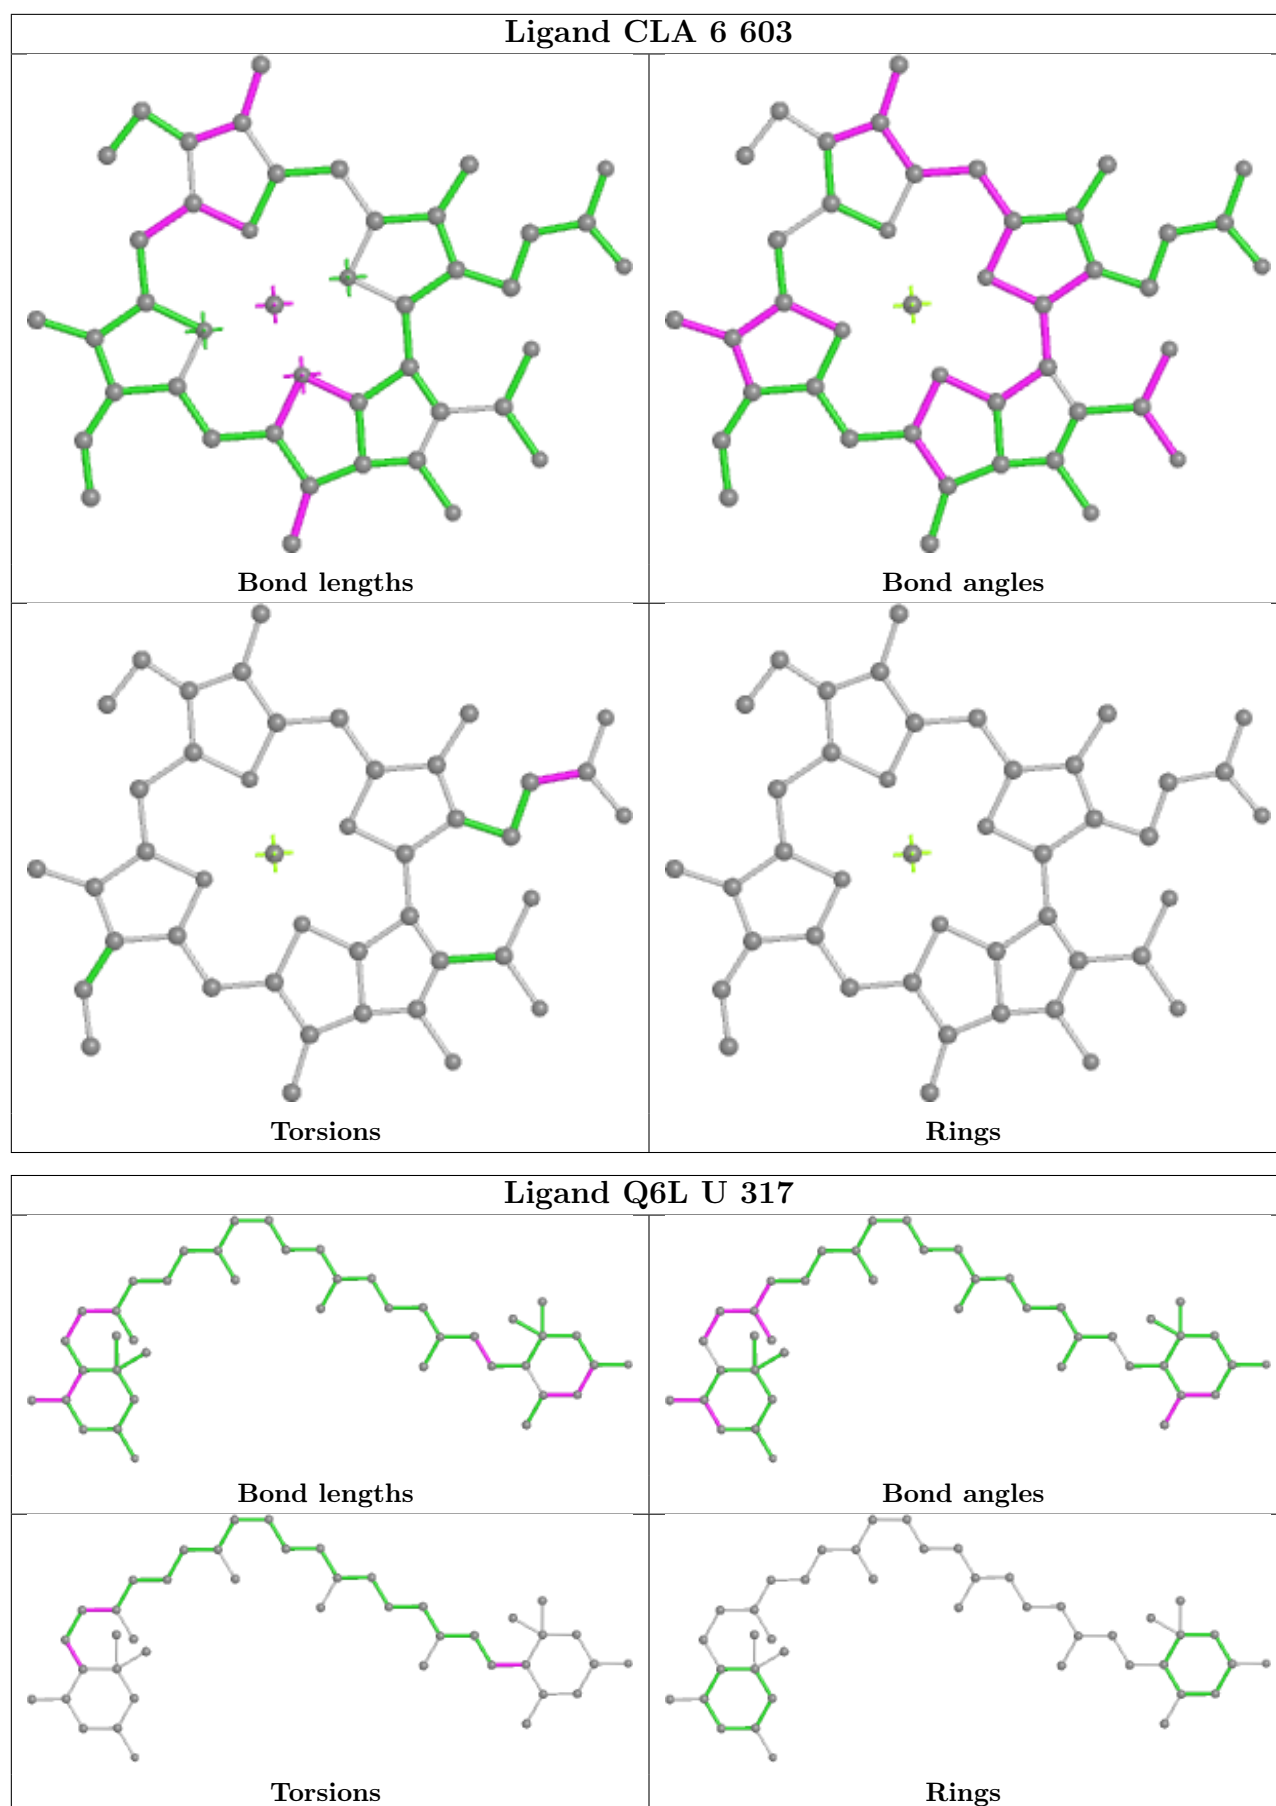 Ligand CLA 6 603
Bond lengths
Bond angles
Torsions
Rings
Ligand Q6L U 317
Bond lengths
Bond angles
Torsions
Rings